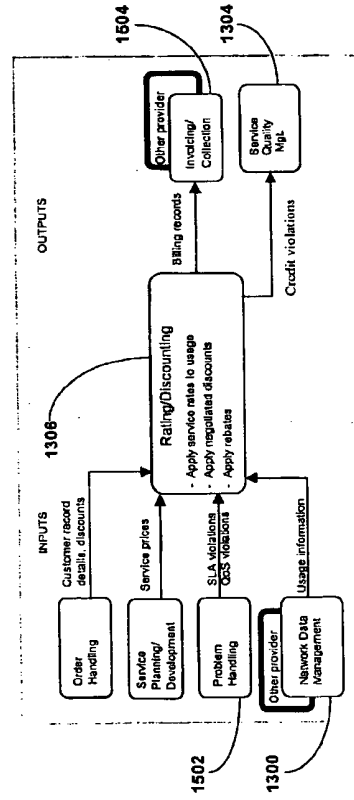 INPUTS
OUTPUTS
1306
1504
1304
1502
1300
Order
Handling
Customer record
details, discounts
Service
Planning/
Development
Service prices
Problem
Handling
SLA violations
QoS violations
Other provider
Network Data
Management
Usage information
Rating/Discounting
- Apply service rates to usage
- Apply negotiated discounts
- Apply rebates
Billing records
Other provider
Invoicing/
Collection
Credit violations
Service
Quality
Mgt.